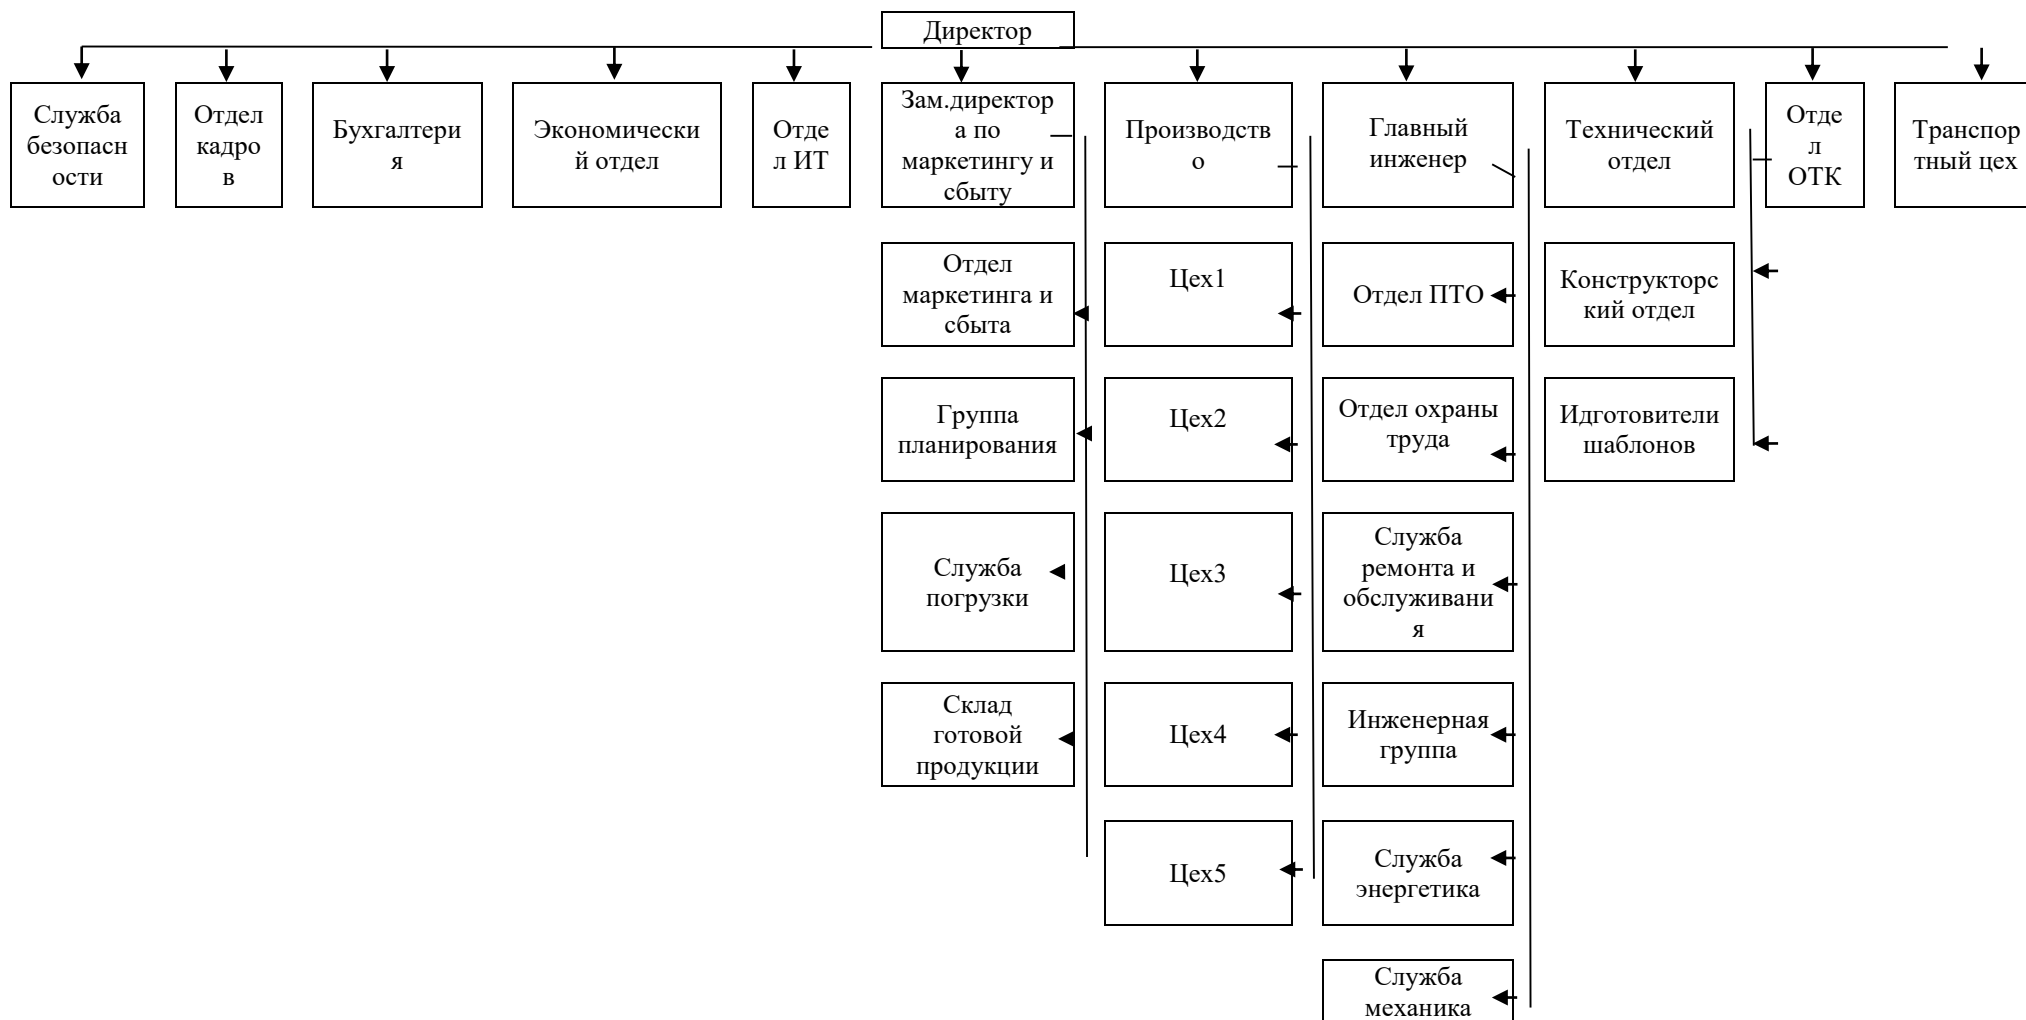 Директор
Служба
безопасн
ости
Отдел
кадро
в
Бухгалтери
я
Экономически
й отдел
Отде
л ИТ
Зам.директор
а по
маркетингу и
сбыту
Производств
о
Главный
инженер
Технический
отдел
Отде
л
ОТК
Транспор
тный цех
Отдел
маркетинга и
сбыта
Цех1
Отдел ПТО
Конструкторс
кий отдел
Группа
планирования
Цех2
Отдел охраны
труда
Идготовители
шаблонов
Служба
погрузки
Цех3
Служба
ремонта и
обслуживани
я
Склад
готовой
продукции
Цех4
Инженерная
группа
Цех5
Служба
энергетика
Служба
механика